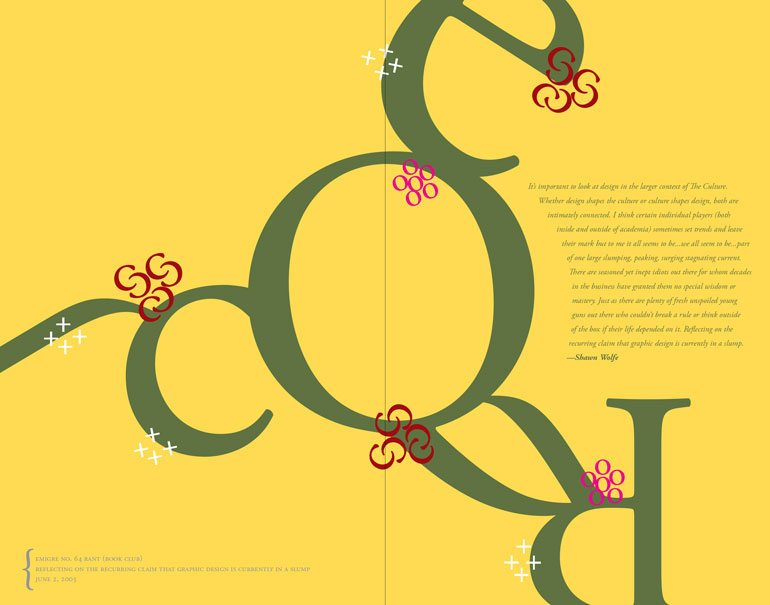 It's important to look at design in the larger context of The Culture.
Whether design shapes the culture or culture shapes design, both are
intimately connected. I think certain individual players (both
inside and outside of academia) sometimes set trends and leave
their mark but to me it all seems to be...we all seem to be...part
of one large slumping, peaking, surging stagnating current.
There are seasoned yet inept idiots out there for whom decades
in the business have granted them no special wisdom or
mastery. Just as there are plenty of fresh unspoiled young
guns out there who couldn't break a rule or think outside
of the box if their life depended on it. Reflecting on the
recurring claim that graphic design is currently in a slump.
—Shawn Wolfe
EMIGRE NO. 64 RANT (BOOK CLUB)
REFLECTING ON THE RECURRING CLAIM THAT GRAPHIC DESIGN IS CURRENTLY IN A SLUMP
JUNE 2, 2003